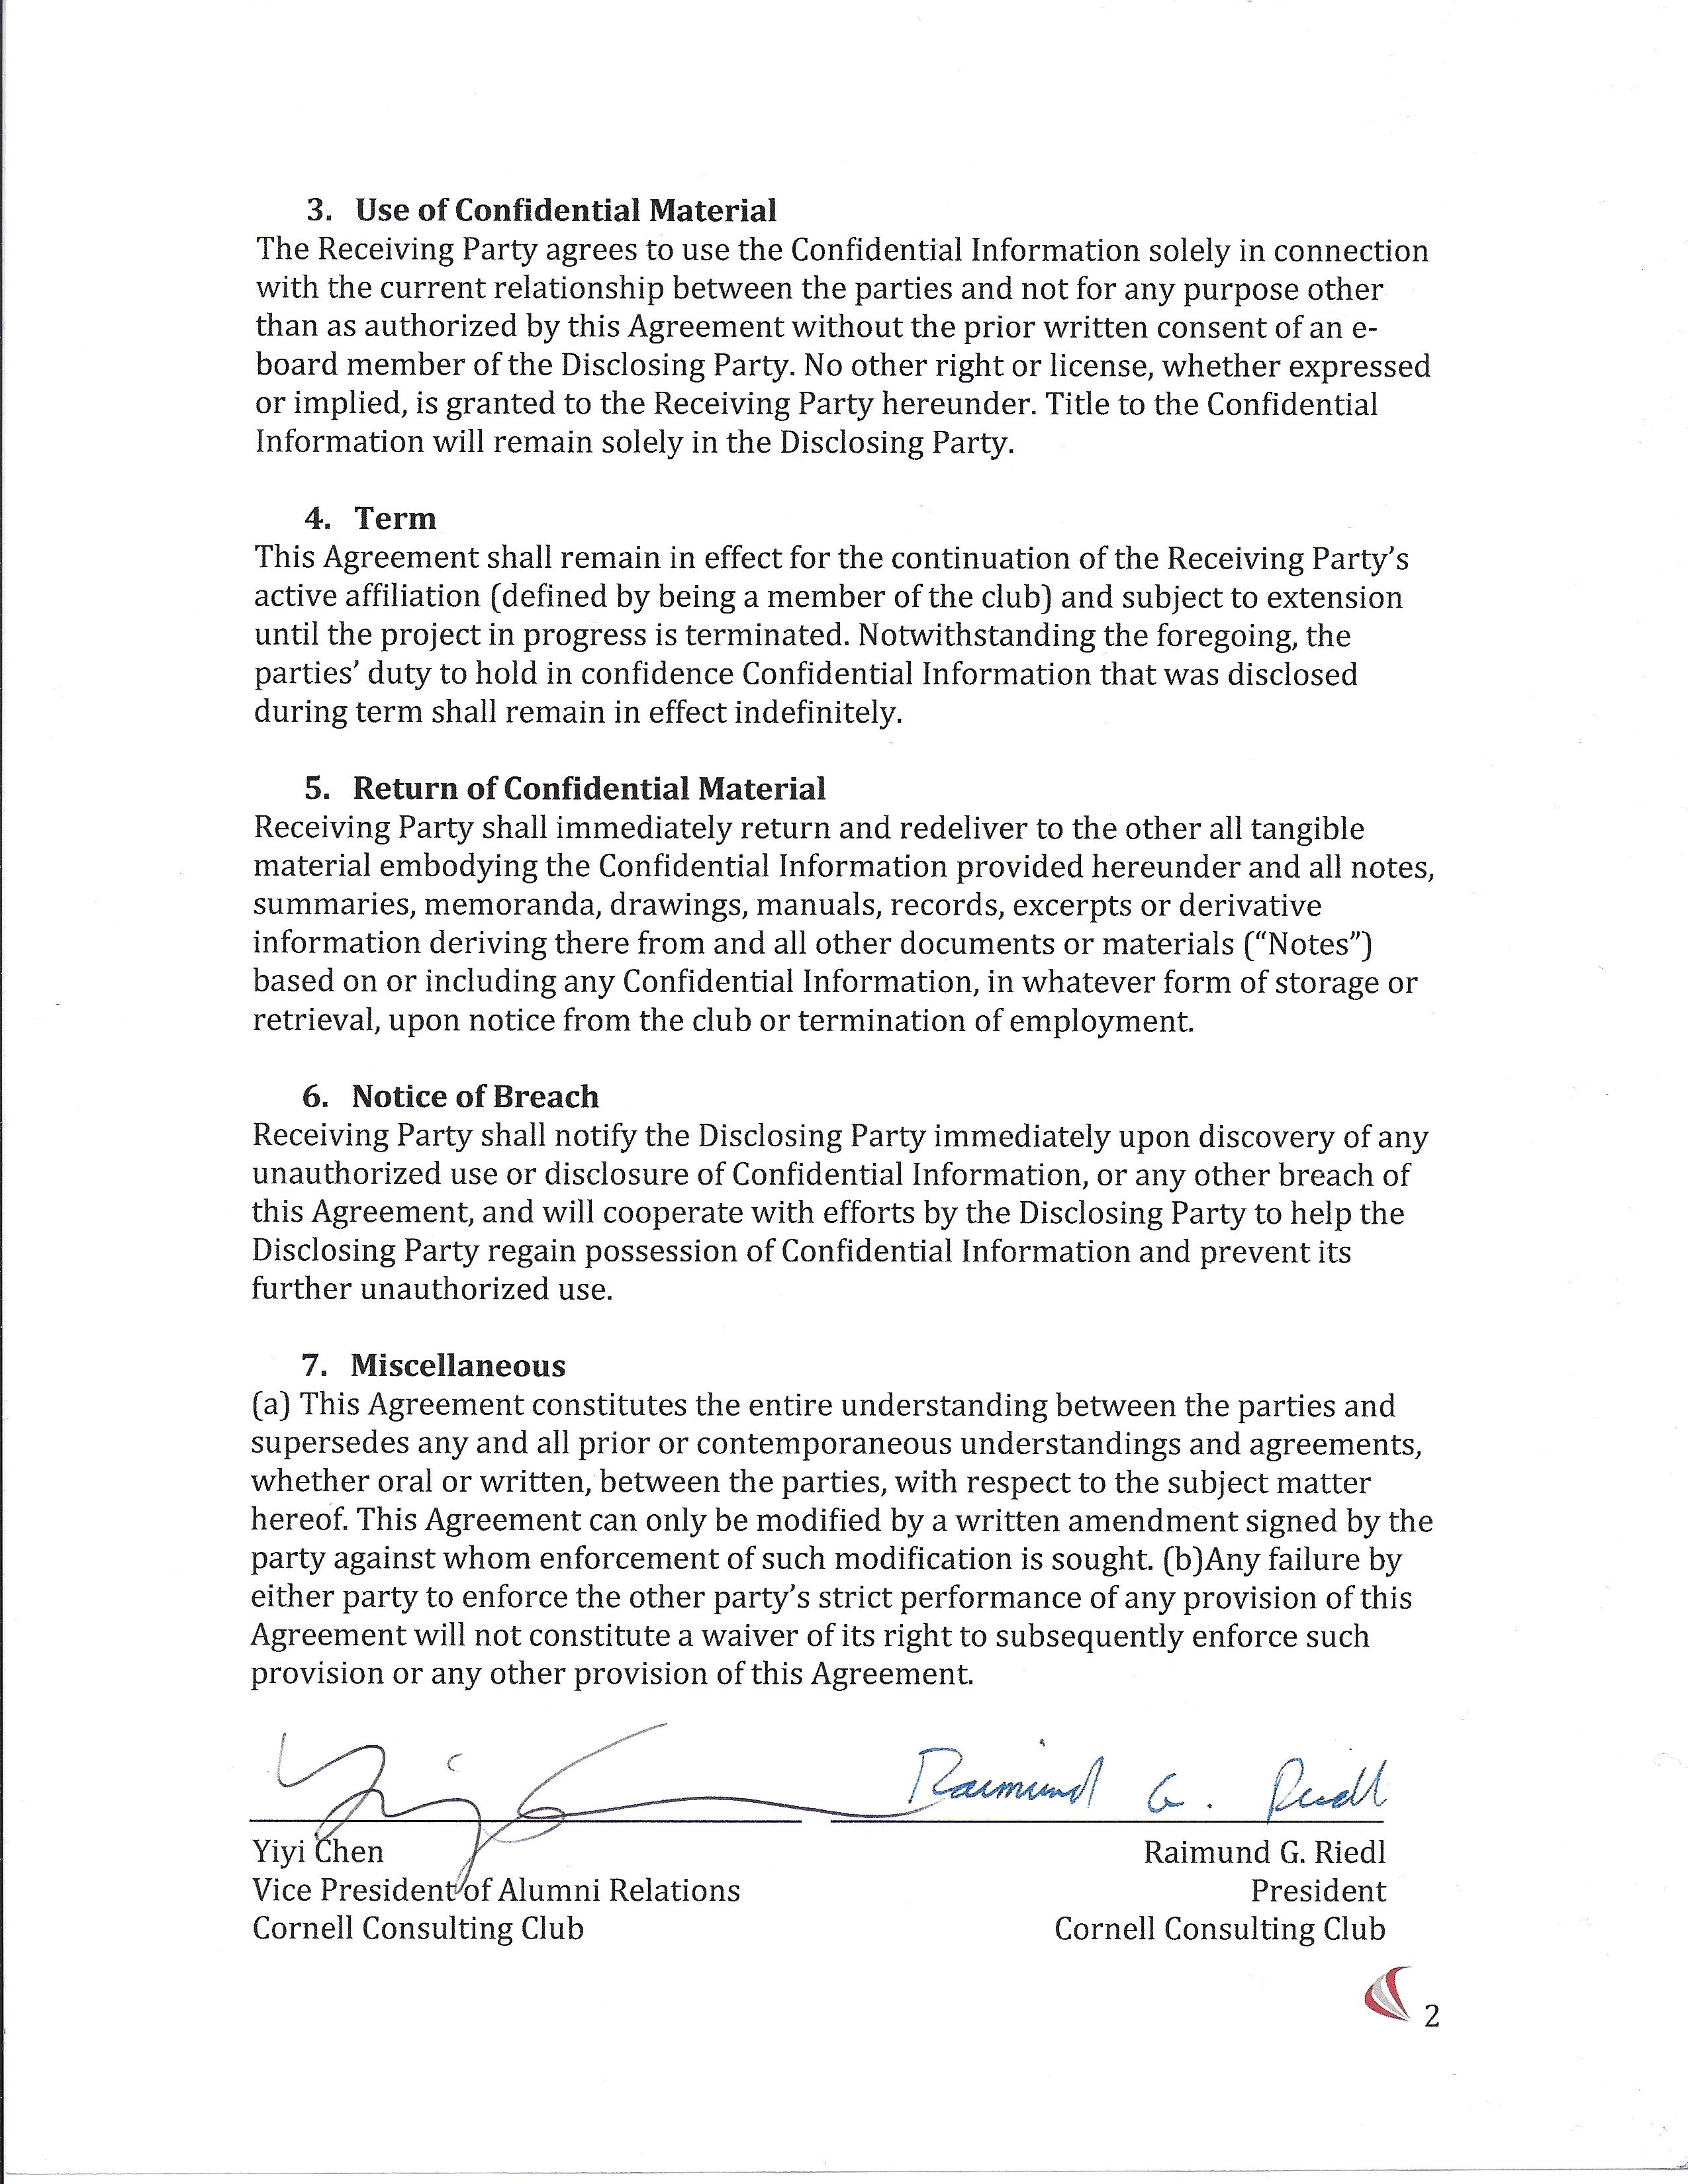 3. Use of Confidential Material
The Receiving Party agrees to use the Confidential Information solely in connection
with the current relationship between the parties and not for any purpose other
than as authorized by this Agreement without the prior written consent of an e-
board member of the Disclosing Party. No other right or license, whether expressed
or implied, is granted to the Receiving Party hereunder. Title to the Confidential
Information will remain solely in the Disclosing Party.
4. Term
This Agreement shall remain in effect for the continuation of the Receiving Party’s
active affiliation (defined by being a member of the club) and subject to extension
until the project in progress is terminated. Notwithstanding the foregoing, the
parties’ duty to hold in confidence Confidential Information that was disclosed
during term shall remain in effect indefinitely.
5. Return of Confidential Material
Receiving Party shall immediately return and redeliver to the other all tangible
material embodying the Confidential Information provided hereunder and all notes,
summaries, memoranda, drawings, manuals, records, excerpts or derivative
information deriving there from and all other documents or materials (“Notes”)
based on or including any Confidential Information, in whatever form of storage or
retrieval, upon notice from the club or termination of employment.
6. Notice of Breach
Receiving Party shall notify the Disclosing Party immediately upon discovery of any
unauthorized use or disclosure of Confidential Information, or any other breach of
this Agreement, and will cooperate with efforts by the Disclosing Party to help the
Disclosing Party regain possession of Confidential Information and prevent its
further unauthorized use.
7. Miscellaneous
(a) This Agreement constitutes the entire understanding between the parties and
supersedes any and all prior or contemporaneous understandings and agreements,
whether oral or written, between the parties, with respect to the subject matter
hereof. This Agreement can only be modified by a written amendment signed by the
party against whom enforcement of such modification is sought. (b)Any failure by
either party to enforce the other party’s strict performance of any provision of this
Agreement will not constitute a waiver of its right to subsequently enforce such
provision or any other provision of this Agreement.
Raimund G. Riedl
Yiyi Chen Raimund G. Riedl
Vice President of Alumni Relations President
Cornell Consulting Club Cornell Consulting Club
2